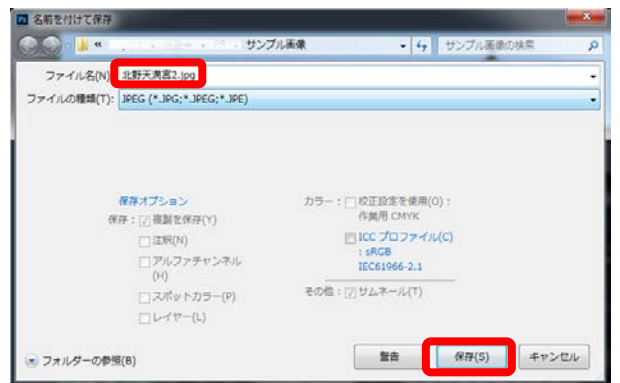 Ps 名前を付けて保存
« サンプル画像
サンプル画像の検索
ファイル名(N): 北野天満宮2.jpg
ファイルの種類(T): JPEG (*.JPG;*.JPEG;*.JPE)
保存オプション
保存: 複製を保存(Y)
注釈(N)
アルファチャンネル
(H)
スポットカラー(P)
レイヤー(L)
カラー: 校正設定を使用(O):
作業用 CMYK
ICC プロファイル(C)
: sRGB
IEC61966-2.1
その他: サムネール(T)
フォルダーの参照(B)
警告
保存(S)
キャンセル